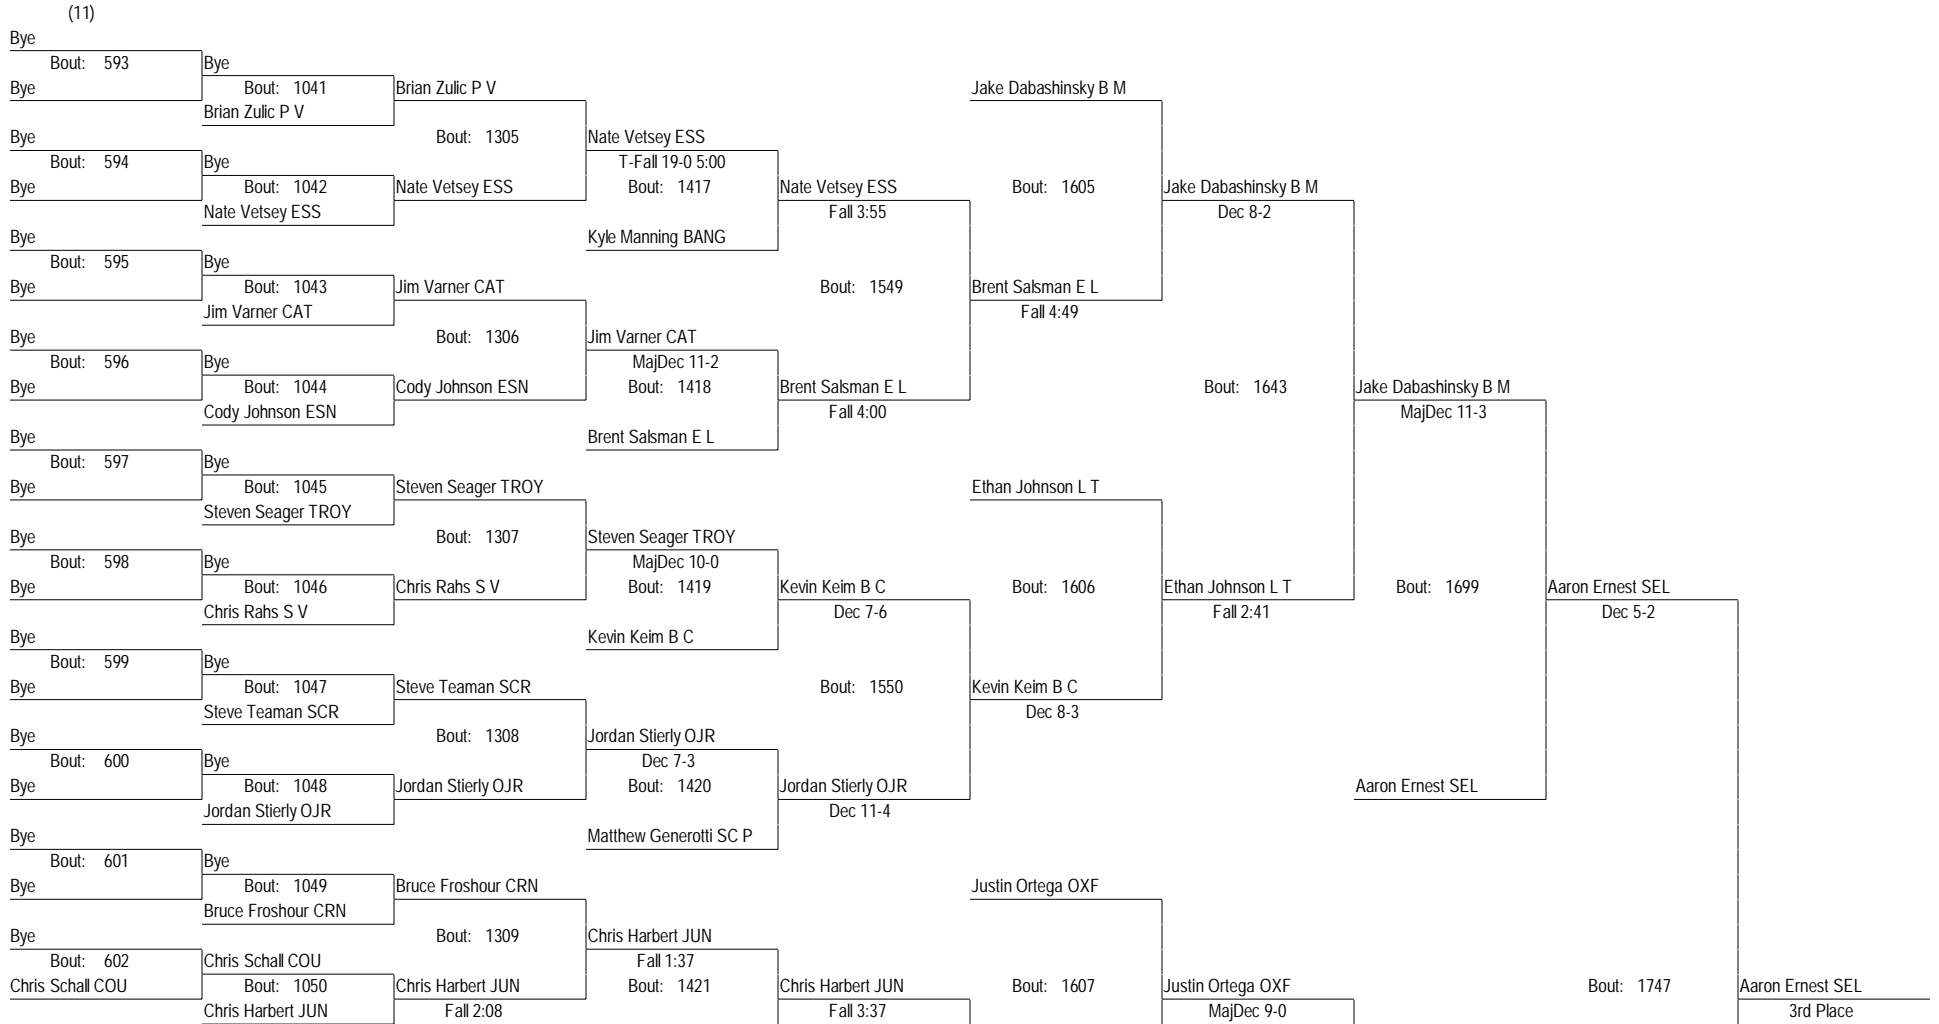 (11)
Bye
Bout: 593 Bye
Bye Bout: 1041 Brian Zulic P V Jake Dabashinsky B M
Brian Zulic P V
Bye Bout: 1305 Nate Vetsey ESS
Bout: 594 Bye T-Fall 19-0 5:00
Bye Bout: 1042 Nate Vetsey ESS Bout: 1417 Nate Vetsey ESS Bout: 1605 Jake Dabashinsky B M
Nate Vetsey ESS Fall 3:55 Dec 8-2
Bye Kyle Manning BANG
Bout: 595 Bye
Bye Bout: 1043 Jim Varner CAT Bout: 1549 Brent Salsman E L
Jim Varner CAT Fall 4:49
Bye Bout: 1306 Jim Varner CAT
Bout: 596 Bye MajDec 11-2
Bye Bout: 1044 Cody Johnson ESN Bout: 1418 Brent Salsman E L Bout: 1643 Jake Dabashinsky B M
Cody Johnson ESN Fall 4:00 MajDec 11-3
Bye Brent Salsman E L
Bout: 597 Bye
Bye Bout: 1045 Steven Seager TROY Ethan Johnson L T
Steven Seager TROY
Bye Bout: 1307 Steven Seager TROY
Bout: 598 Bye MajDec 10-0
Bye Bout: 1046 Chris Rahs S V Bout: 1419 Kevin Keim B C Bout: 1606 Ethan Johnson L T Bout: 1699 Aaron Ernest SEL
Chris Rahs S V Dec 7-6 Fall 2:41 Dec 5-2
Bye Kevin Keim B C
Bout: 599 Bye
Bye Bout: 1047 Steve Teaman SCR Bout: 1550 Kevin Keim B C
Steve Teaman SCR Dec 8-3
Bye Bout: 1308 Jordan Stierly OJR
Bout: 600 Bye Dec 7-3
Bye Bout: 1048 Jordan Stierly OJR Bout: 1420 Jordan Stierly OJR Aaron Ernest SEL
Jordan Stierly OJR Dec 11-4
Bye Matthew Generotti SC P
Bout: 601 Bye
Bye Bout: 1049 Bruce Froshour CRN Justin Ortega OXF
Bruce Froshour CRN
Bye Bout: 1309 Chris Harbert JUN
Bout: 602 Chris Schall COU Fall 1:37
Chris Schall COU Bout: 1050 Chris Harbert JUN Bout: 1421 Chris Harbert JUN Bout: 1607 Justin Ortega OXF Bout: 1747 Aaron Ernest SEL
Chris Harbert JUN Fall 2:08 Fall 3:37 MajDec 9-0 3rd Place